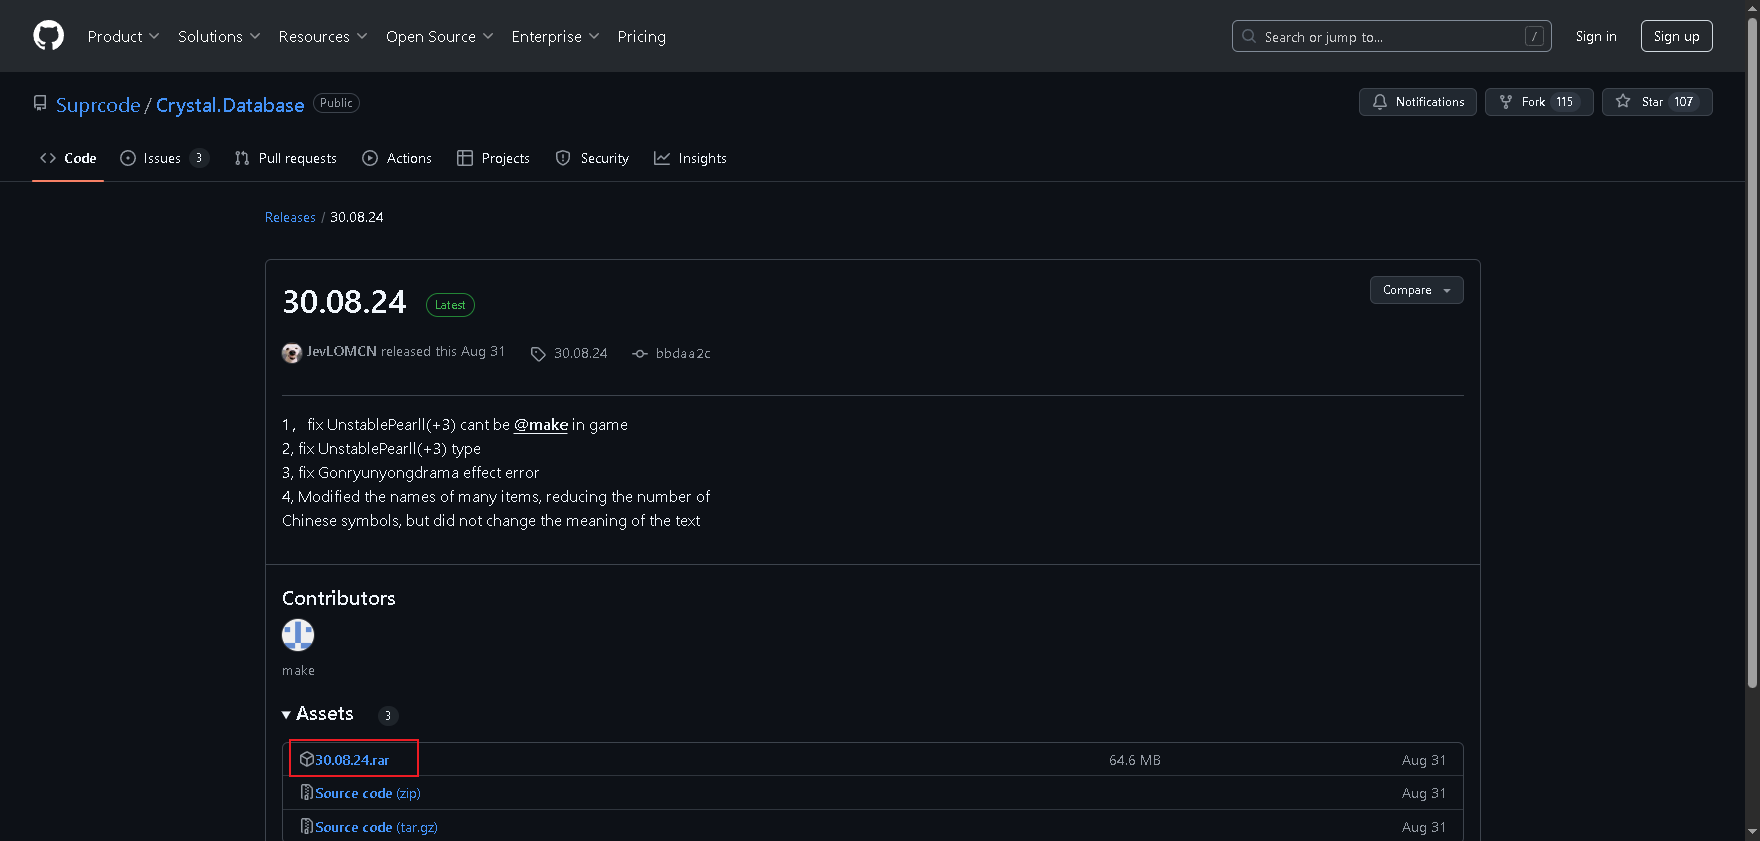 Product Solutions Resources Open Source Enterprise Pricing Search or jump to... / Sign in Sign up
Suprcode / Crystal.Database Public Notifications Fork 115 Star 107
Code Issues 3 Pull requests Actions Projects Security Insights
Releases / 30.08.24
30.08.24 Latest Compare
JevLOMCN released this Aug 31 30.08.24 bbdaa2c
1， fix UnstablePearll(+3) cant be @make in game
2, fix UnstablePearll(+3) type
3, fix Gonryunyongdrama effect error
4, Modified the names of many items, reducing the number of
Chinese symbols, but did not change the meaning of the text
Contributors
make
Assets 3
30.08.24.rar 64.6 MB Aug 31
Source code (zip) Aug 31
Source code (tar.gz) Aug 31